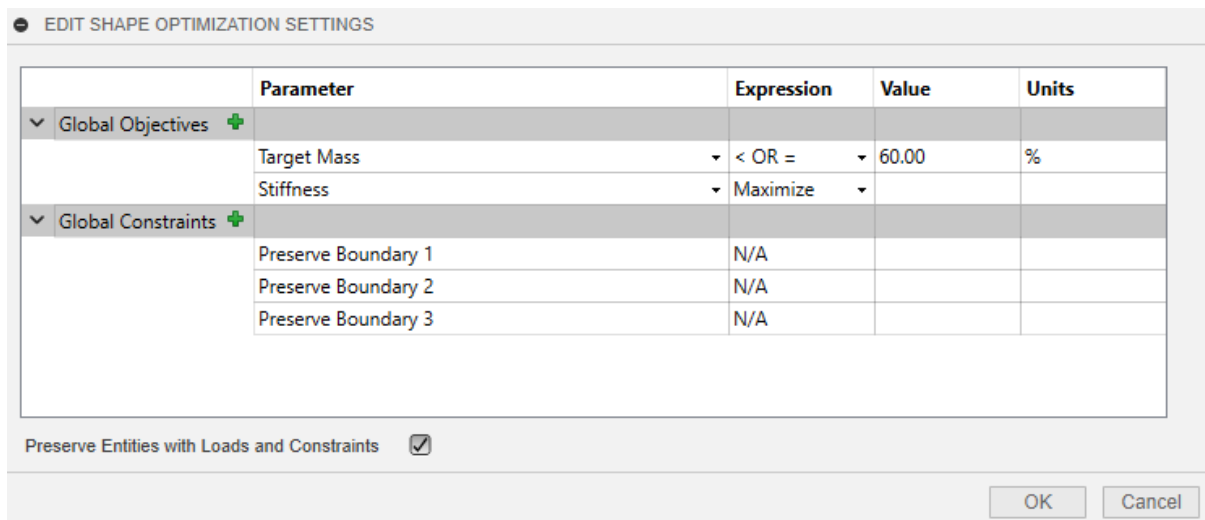 EDIT SHAPE OPTIMIZATION SETTINGS
Parameter Expression Value Units
Global Objectives
Target Mass < OR = 60.00 %
Stiffness Maximize
Global Constraints
Preserve Boundary 1 N/A
Preserve Boundary 2 N/A
Preserve Boundary 3 N/A
Preserve Entities with Loads and Constraints
OK Cancel